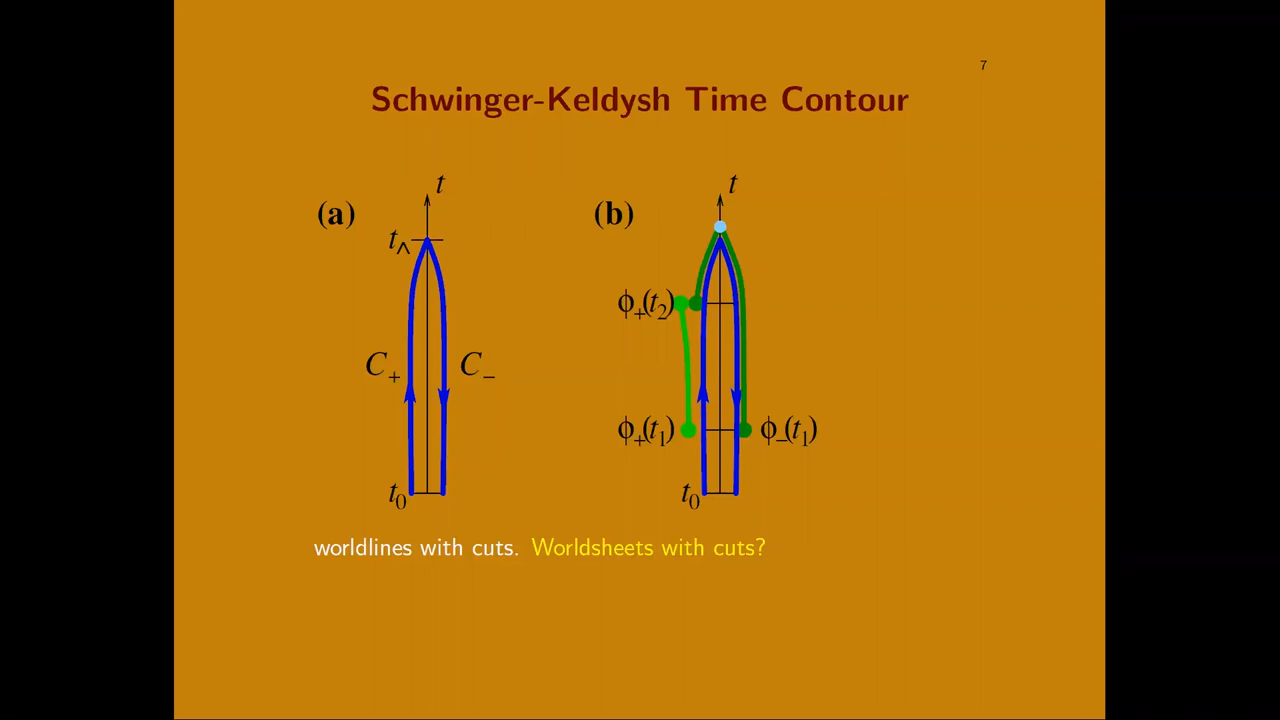 7
Schwinger-Keldysh Time Contour
(a) t
t^
C+ C−
t0
(b) t
ϕ+(t2)
ϕ+(t1) ϕ−(t1)
t0
worldlines with cuts. Worldsheets with cuts?